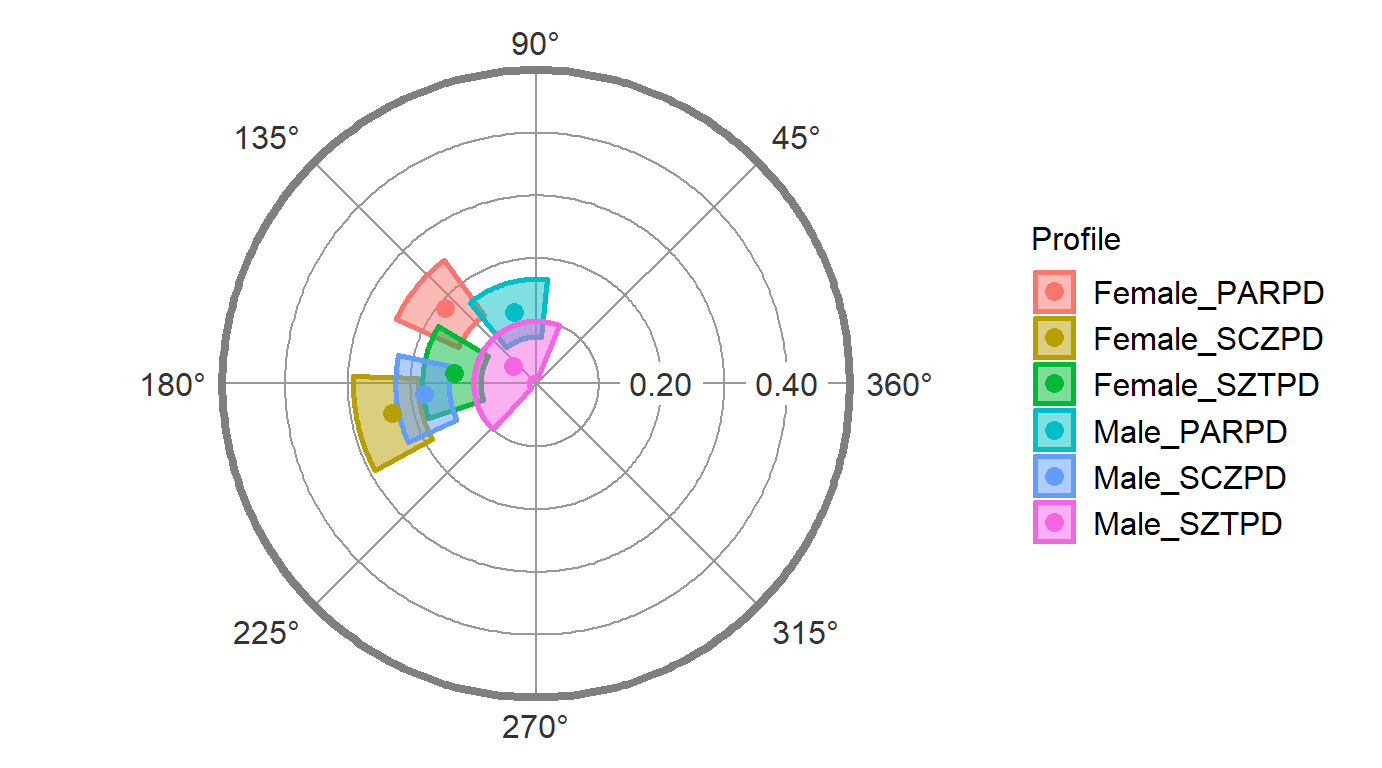 90°
135°
45°
180°
0.20
0.40
360°
225°
315°
270°
Profile
Female_PARPD
Female_SCZPD
Female_SZTPD
Male_PARPD
Male_SCZPD
Male_SZTPD